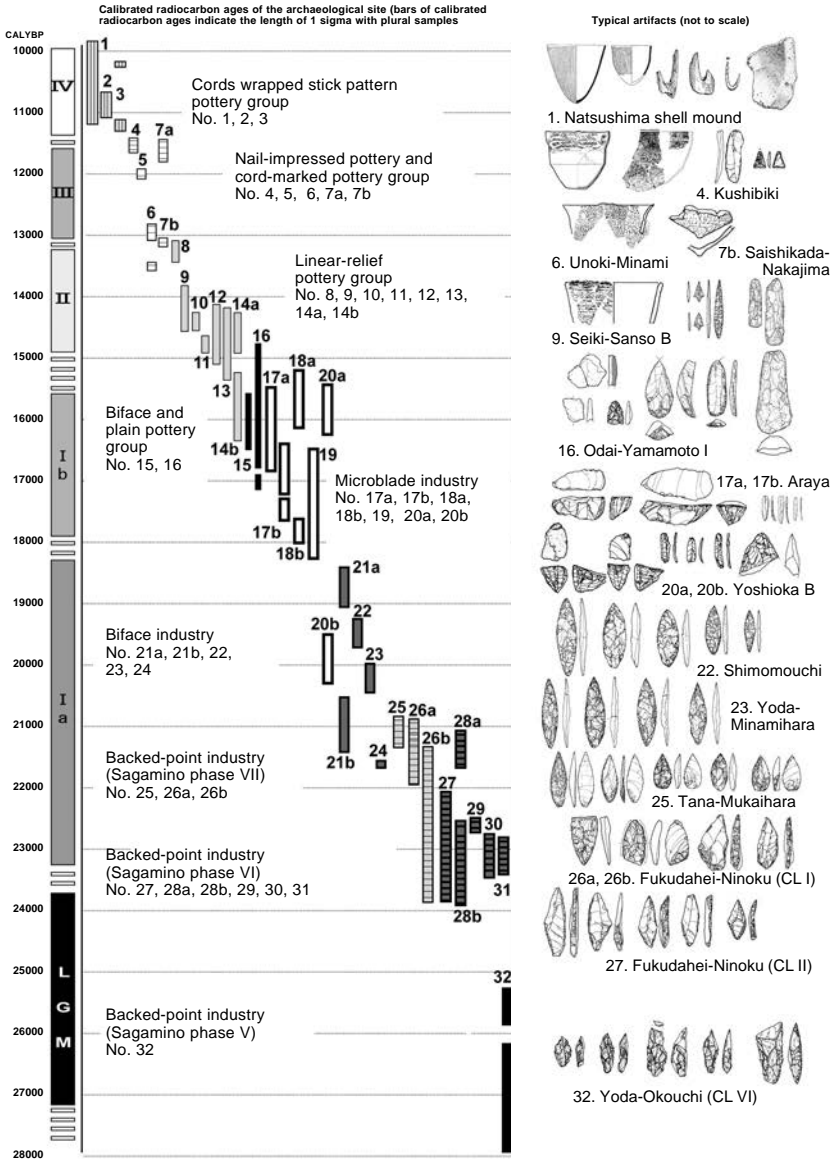 Calibrated radiocarbon ages of the archaeological site (bars of calibrated
radiocarbon ages indicate the length of 1 sigma with plural samples
Typical artifacts (not to scale)
CALYBP
10000
11000
12000
13000
14000
15000
16000
17000
18000
19000
20000
21000
22000
23000
24000
25000
26000
27000
28000
IV
III
II
I
b
I
a
L
G
M
1
2
3
4
7a
5
6
7b
8
9
10
11
12
13
14a
14b
15
16
17a
17b
18a
18b
19
20a
20b
21a
21b
22
23
24
25
26a
26b
27
28a
28b
29
30
31
32
Cords wrapped stick pattern
pottery group
No. 1, 2, 3
Nail-impressed pottery and
cord-marked pottery group
No. 4, 5, 6, 7a, 7b
Linear-relief
pottery group
No. 8, 9, 10, 11, 12, 13,
14a, 14b
Biface and
plain pottery
group
No. 15, 16
Microblade industry
No. 17a, 17b, 18a,
18b, 19, 20a, 20b
Biface industry
No. 21a, 21b, 22,
23, 24
Backed-point industry
(Sagamino phase VII)
No. 25, 26a, 26b
Backed-point industry
(Sagamino phase VI)
No. 27, 28a, 28b, 29, 30, 31
Backed-point industry
(Sagamino phase V)
No. 32
1. Natsushima shell mound
4. Kushibiki
6. Unoki-Minami
7b. Saishikada-
Nakajima
9. Seiki-Sanso B
16. Odai-Yamamoto I
17a, 17b. Araya
20a, 20b. Yoshioka B
22. Shimomouchi
23. Yoda-
Minamihara
25. Tana-Mukaihara
26a, 26b. Fukudahei-Ninoku (CL I)
27. Fukudahei-Ninoku (CL II)
32. Yoda-Okouchi (CL VI)